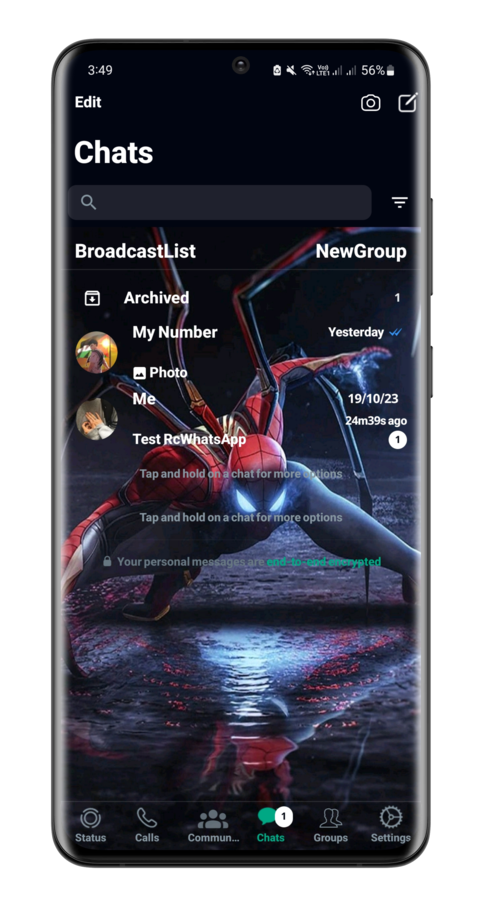 3:49 Vo) LTE1 56%
Edit
Chats
BroadcastList NewGroup
Archived 1
My Number Yesterday
Photo
Me 19/10/23
24m39s ago
Test RcWhatsApp 1
Tap and hold on a chat for more options
Tap and hold on a chat for more options
Your personal messages are end-to-end encrypted
1
Status Calls Commun... Chats Groups Settings